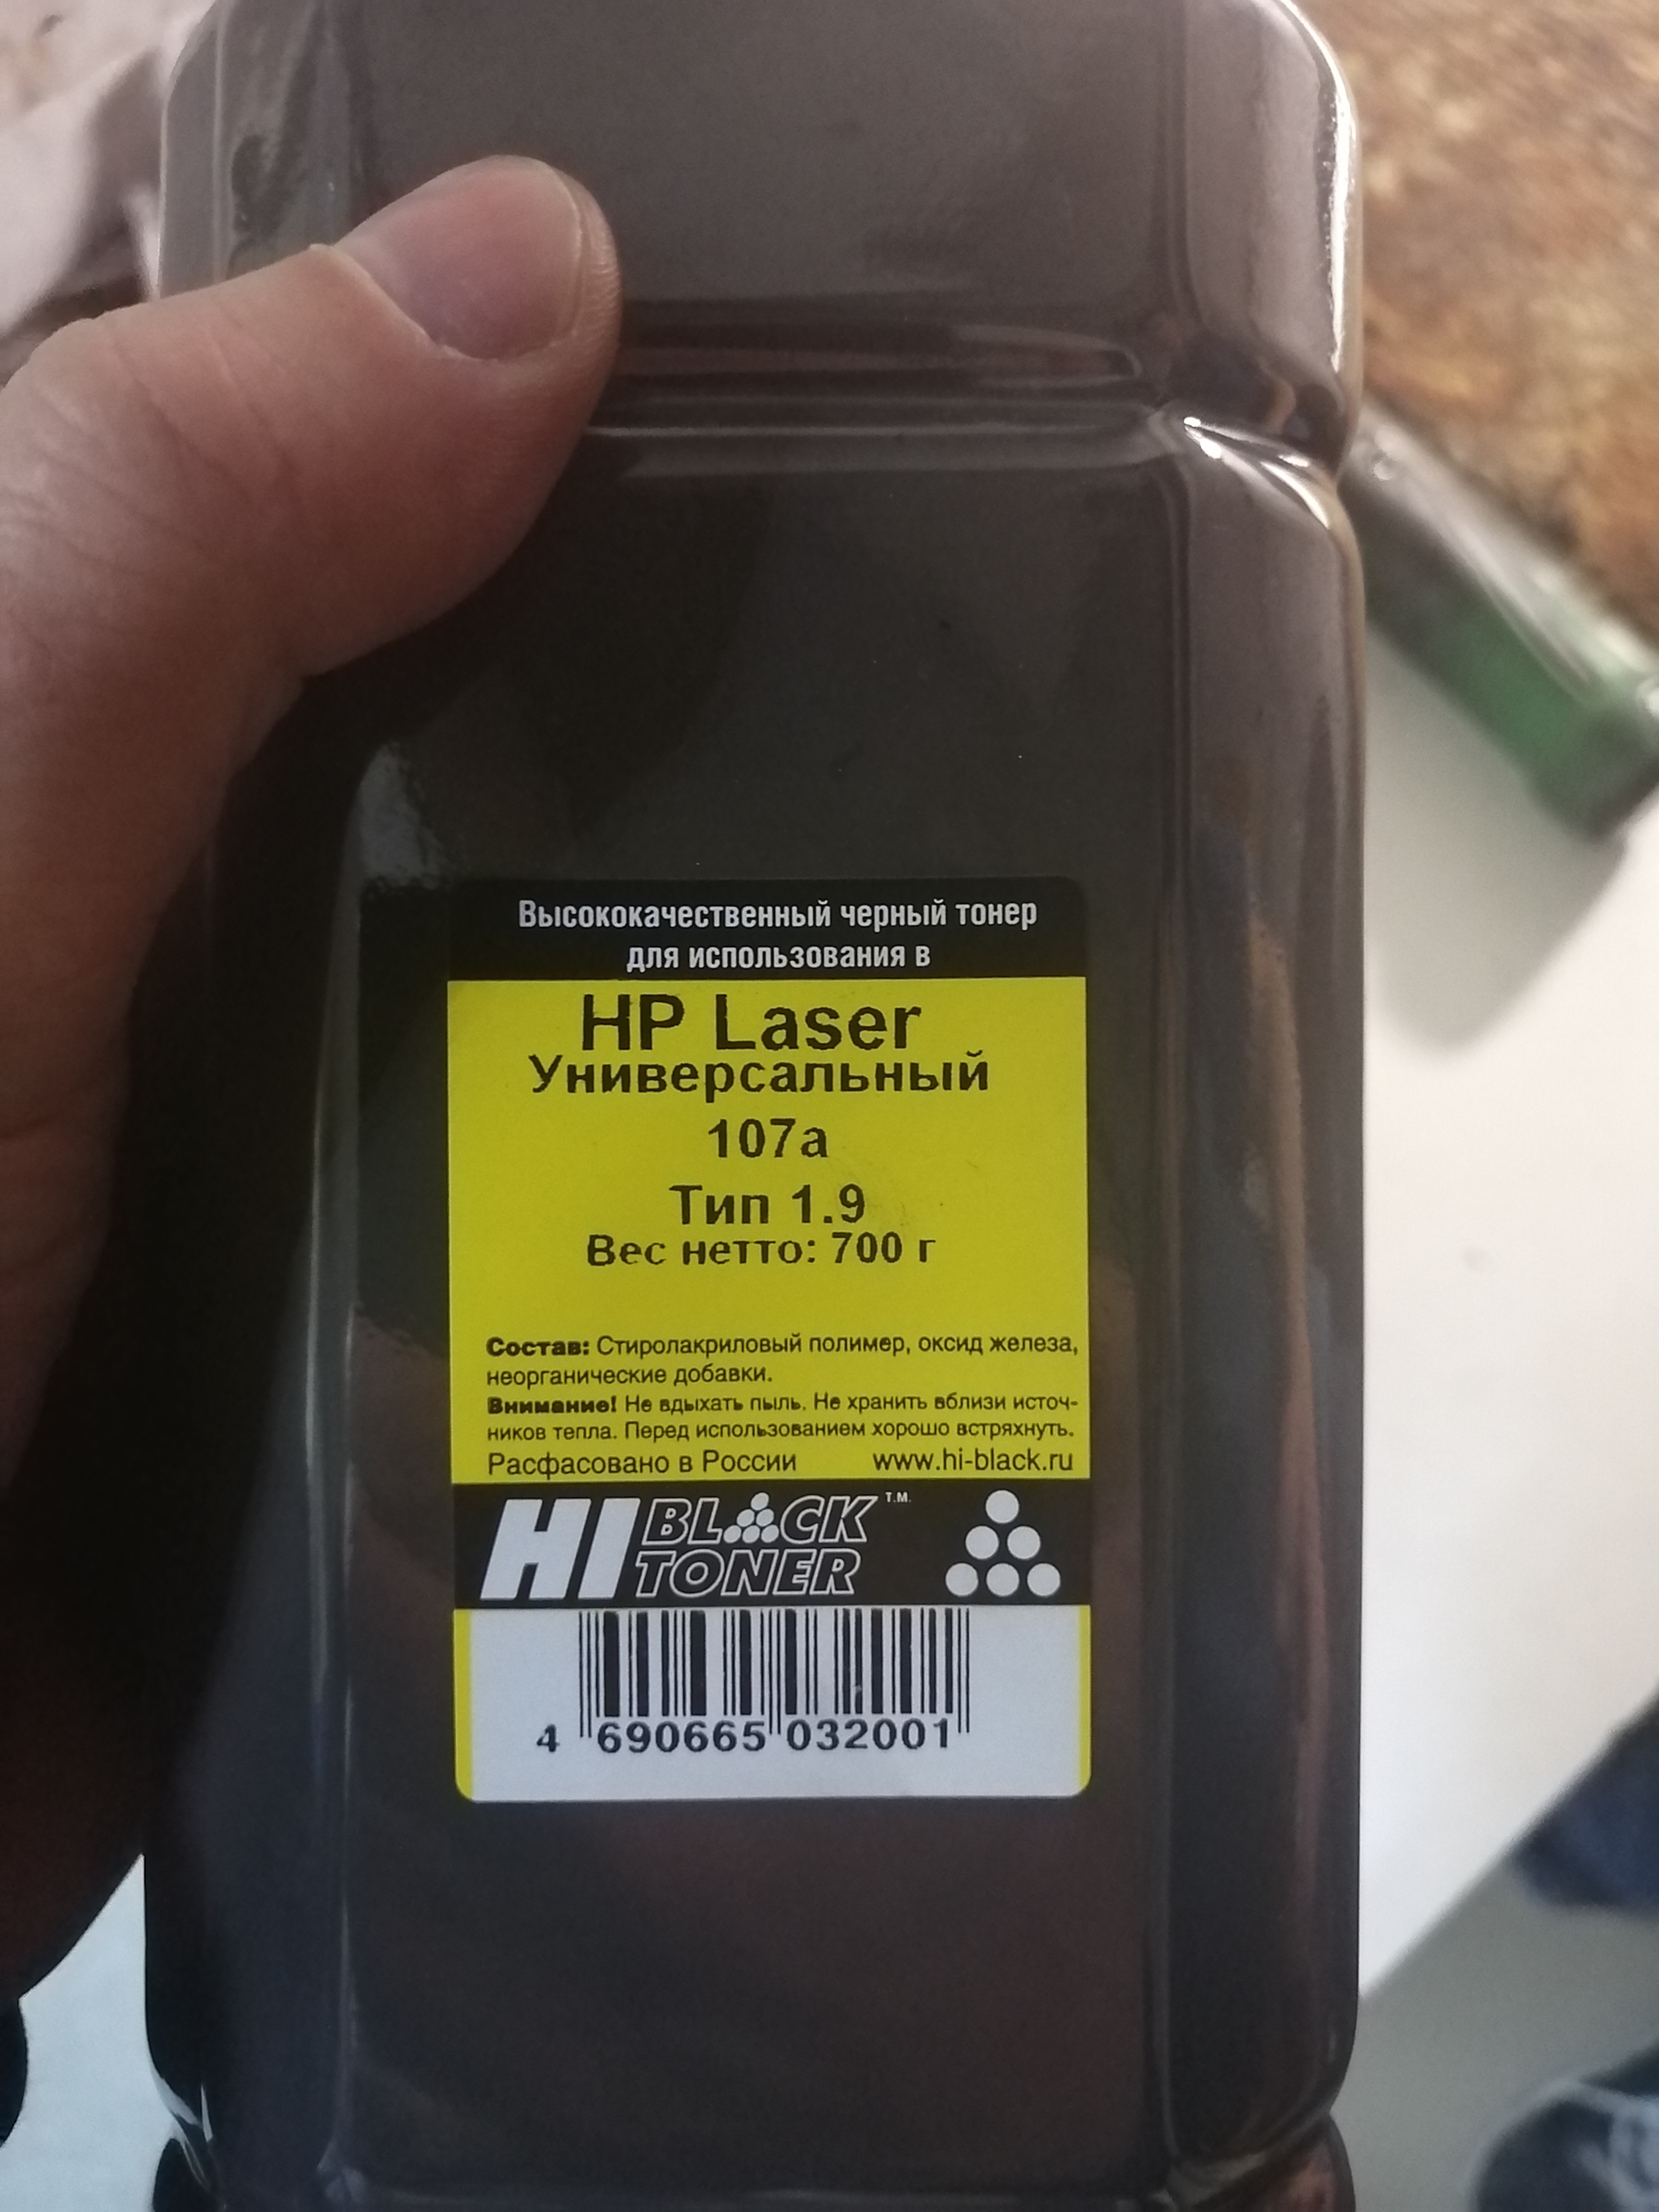 Высококачественный черный тонер
для использования в
HP Laser
Универсальный
107a
Тип 1.9
Вес нетто: 700 г
Состав: Стиролакриловый полимер, оксид железа,
неорганические добавки.
Внимание! Не вдыхать пыль. Не хранить вблизи источ-
ников тепла. Перед использованием хорошо встряхнуть.
Расфасовано в России www.hi-black.ru
HI BLACK TONER T.M.
4 690665 032001